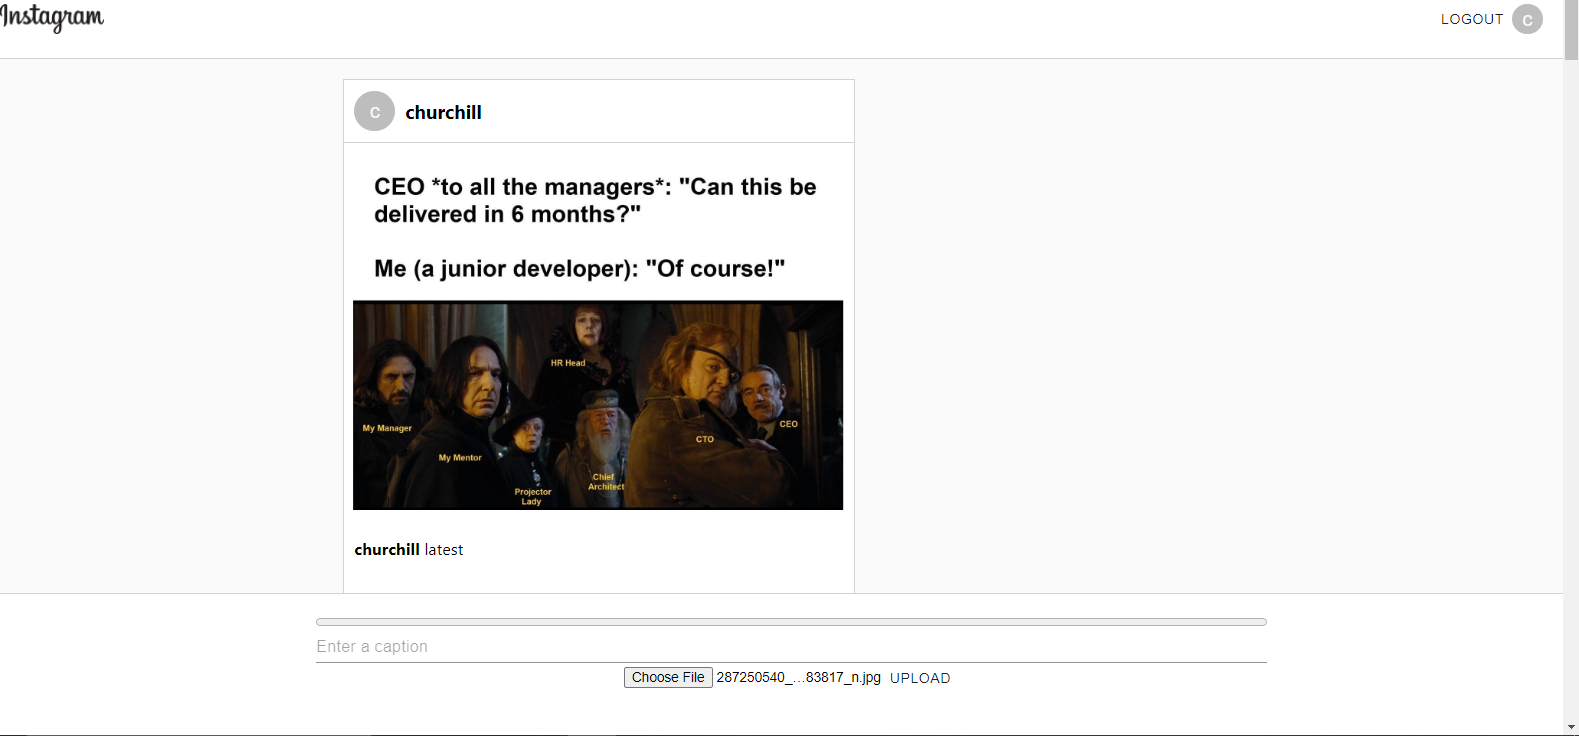 Instagram
LOGOUT
C
C
churchill
CEO *to all the managers*: "Can this be
delivered in 6 months?"
Me (a junior developer): "Of course!"
HR Head
My Manager
CEO
CTO
My Mentor
Chief
Architect
Projector
Lady
churchill latest
Enter a caption
Choose File 287250540_...83817_n.jpg UPLOAD